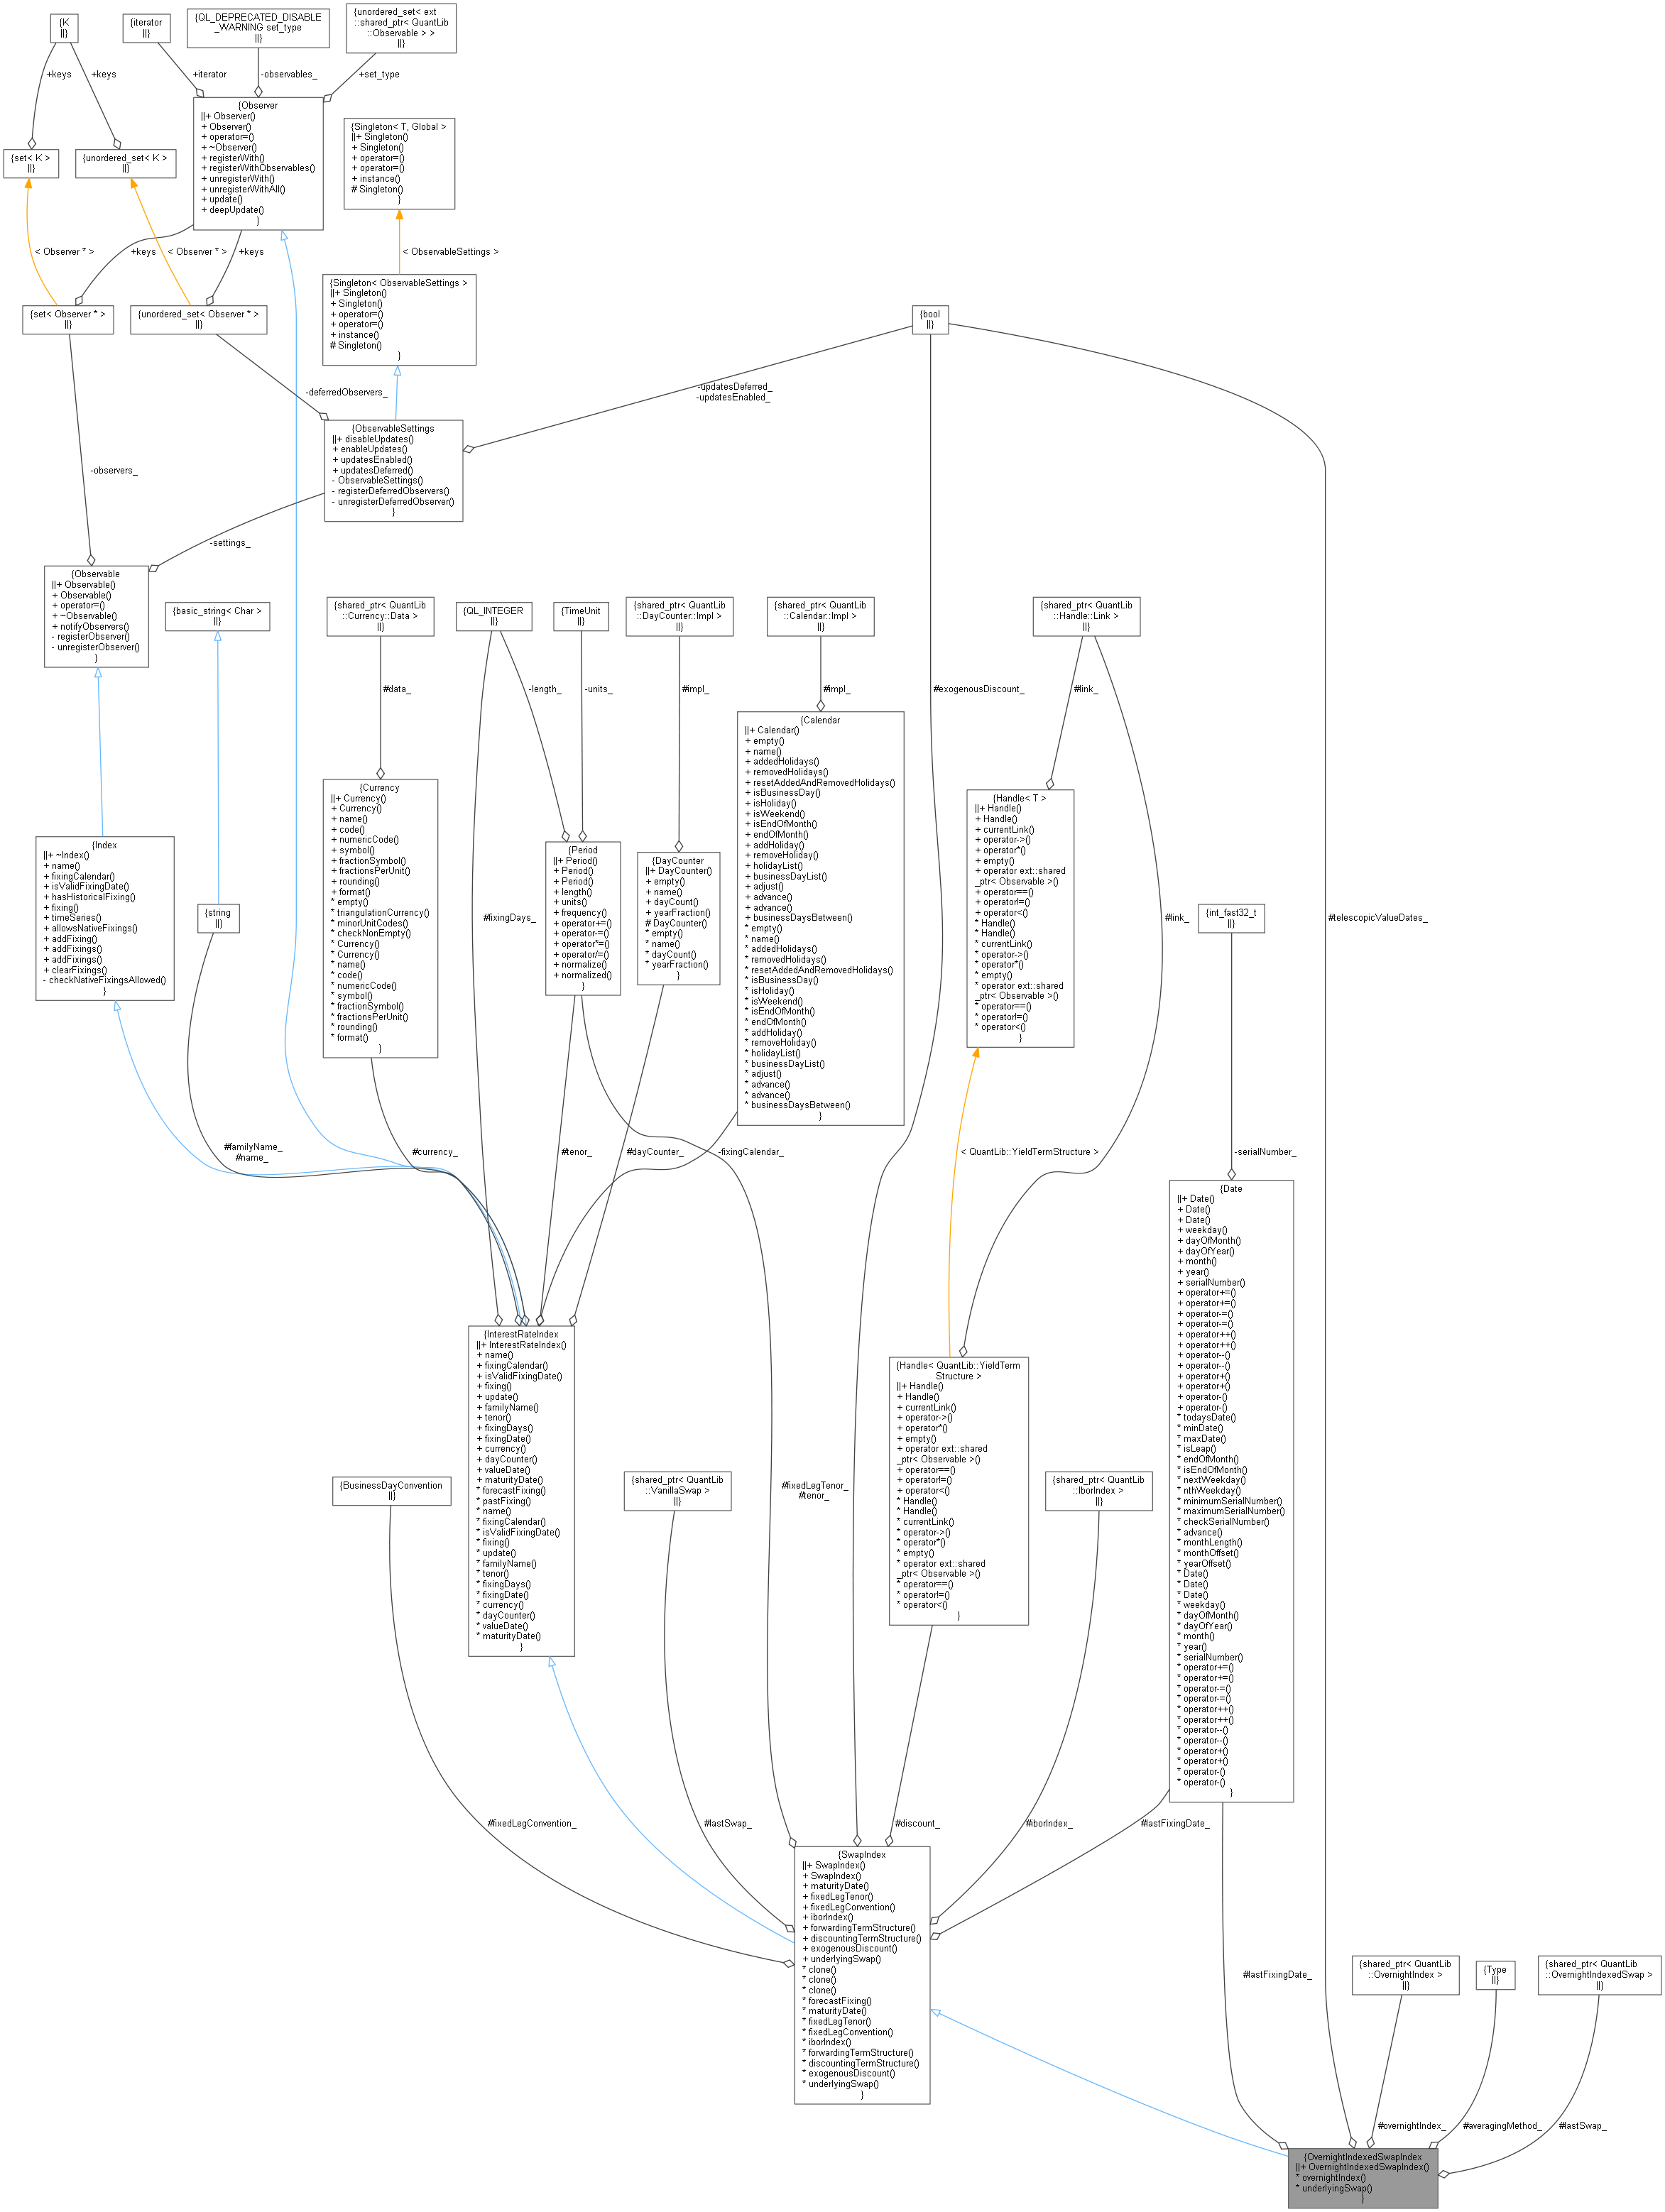 {K
||}
{iterator
||}
{QL_DEPRECATED_DISABLE
_WARNING set_type
||}
{unordered_set< ext
::shared_ptr< QuantLib
::Observable > >
||}
+keys
+keys
+iterator
-observables_
+set_type
{set< K >
||}
{unordered_set< K >
||}
{Observer
||+ Observer()
+ Observer()
+ operator=()
+ ~Observer()
+ registerWith()
+ registerWithObservables()
+ unregisterWith()
+ unregisterWithAll()
+ update()
+ deepUpdate()
}
{Singleton< T, Global >
||+ Singleton()
+ Singleton()
+ operator=()
+ operator=()
+ instance()
# Singleton()
}
< Observer * >
+keys
< Observer * >
+keys
< ObservableSettings >
{set< Observer * >
||}
{unordered_set< Observer * >
||}
{Singleton< ObservableSettings >
||+ Singleton()
+ Singleton()
+ operator=()
+ operator=()
+ instance()
# Singleton()
}
{bool
||}
-deferredObservers_
-updatesDeferred_
-updatesEnabled_
{ObservableSettings
||+ disableUpdates()
+ enableUpdates()
+ updatesEnabled()
+ updatesDeferred()
- ObservableSettings()
- registerDeferredObservers()
- unregisterDeferredObserver()
}
-observers_
-settings_
{Observable
||+ Observable()
+ Observable()
+ operator=()
+ ~Observable()
+ notifyObservers()
- registerObserver()
- unregisterObserver()
}
{basic_string< Char >
||}
{shared_ptr< QuantLib
::Currency::Data >
||}
{QL_INTEGER
||}
{TimeUnit
||}
{shared_ptr< QuantLib
::DayCounter::Impl >
||}
{shared_ptr< QuantLib
::Calendar::Impl >
||}
{shared_ptr< QuantLib
::Handle::Link >
||}
#data_
-length_
-units_
#impl_
#impl_
#exogenousDiscount_
#link_
{Index
||+ ~Index()
+ name()
+ fixingCalendar()
+ isValidFixingDate()
+ hasHistoricalFixing()
+ fixing()
+ timeSeries()
+ allowsNativeFixings()
+ addFixing()
+ addFixings()
+ addFixings()
+ clearFixings()
- checkNativeFixingsAllowed()
}
{string
||}
{Currency
||+ Currency()
+ Currency()
+ name()
+ code()
+ numericCode()
+ symbol()
+ fractionSymbol()
+ fractionsPerUnit()
+ rounding()
+ format()
* empty()
* triangulationCurrency()
* minorUnitCodes()
* checkNonEmpty()
* Currency()
* Currency()
* name()
* code()
* numericCode()
* symbol()
* fractionSymbol()
* fractionsPerUnit()
* rounding()
* format()
}
#fixingDays_
{Period
||+ Period()
+ Period()
+ Period()
+ length()
+ units()
+ frequency()
+ operator+=()
+ operator-=()
+ operator*=()
+ operator/=()
+ normalize()
+ normalized()
}
{DayCounter
||+ DayCounter()
+ empty()
+ name()
+ dayCount()
+ yearFraction()
# DayCounter()
* empty()
* name()
* dayCount()
* yearFraction()
}
{Calendar
||+ Calendar()
+ empty()
+ name()
+ addedHolidays()
+ removedHolidays()
+ resetAddedAndRemovedHolidays()
+ isBusinessDay()
+ isHoliday()
+ isWeekend()
+ isEndOfMonth()
+ endOfMonth()
+ addHoliday()
+ removeHoliday()
+ holidayList()
+ businessDayList()
+ adjust()
+ advance()
+ advance()
+ businessDaysBetween()
* empty()
* name()
* addedHolidays()
* removedHolidays()
* resetAddedAndRemovedHolidays()
* isBusinessDay()
* isHoliday()
* isWeekend()
* isEndOfMonth()
* endOfMonth()
* addHoliday()
* removeHoliday()
* holidayList()
* businessDayList()
* adjust()
* advance()
* advance()
* businessDaysBetween()
}
{Handle< T >
||+ Handle()
+ Handle()
+ currentLink()
+ operator->()
+ operator*()
+ empty()
+ operator ext::shared
_ptr< Observable >()
+ operator==()
+ operator!=()
+ operator<()
* Handle()
* Handle()
* currentLink()
* operator->()
* operator*()
* empty()
* operator ext::shared
_ptr< Observable >()
* operator==()
* operator!=()
* operator<()
}
#link_
{int_fast32_t
||}
#telescopicValueDates_
#familyName_
#name_
#currency_
#tenor_
#dayCounter_
-fixingCalendar_
< QuantLib::YieldTermStructure >
-serialNumber_
{Date
||+ Date()
+ Date()
+ Date()
+ weekday()
+ dayOfMonth()
+ dayOfYear()
+ month()
+ year()
+ serialNumber()
+ operator+=()
+ operator+=()
+ operator-=()
+ operator-=()
+ operator++()
+ operator++()
+ operator--()
+ operator--()
+ operator+()
+ operator+()
+ operator-()
+ operator-()
* todaysDate()
* minDate()
* maxDate()
* isLeap()
* endOfMonth()
* isEndOfMonth()
* nextWeekday()
* nthWeekday()
* minimumSerialNumber()
* maximumSerialNumber()
* checkSerialNumber()
* advance()
* monthLength()
* monthOffset()
* yearOffset()
* Date()
* Date()
* Date()
* weekday()
* dayOfMonth()
* dayOfYear()
* month()
* year()
* serialNumber()
* operator+=()
* operator+=()
* operator-=()
* operator-=()
* operator++()
* operator++()
* operator--()
* operator--()
* operator+()
* operator+()
* operator-()
* operator-()
}
{InterestRateIndex
||+ InterestRateIndex()
+ name()
+ fixingCalendar()
+ isValidFixingDate()
+ fixing()
+ update()
+ familyName()
+ tenor()
+ fixingDays()
+ fixingDate()
+ currency()
+ dayCounter()
+ valueDate()
+ maturityDate()
* forecastFixing()
* pastFixing()
* name()
* fixingCalendar()
* isValidFixingDate()
* fixing()
* update()
* familyName()
* tenor()
* fixingDays()
* fixingDate()
* currency()
* dayCounter()
* valueDate()
* maturityDate()
}
{Handle< QuantLib::YieldTerm
Structure >
||+ Handle()
+ Handle()
+ currentLink()
+ operator->()
+ operator*()
+ empty()
+ operator ext::shared
_ptr< Observable >()
+ operator==()
+ operator!=()
+ operator<()
* Handle()
* Handle()
* currentLink()
* operator->()
* operator*()
* empty()
* operator ext::shared
_ptr< Observable >()
* operator==()
* operator!=()
* operator<()
}
{BusinessDayConvention
||}
{shared_ptr< QuantLib
::VanillaSwap >
||}
#fixedLegTenor_
#tenor_
{shared_ptr< QuantLib
::IborIndex >
||}
#fixedLegConvention_
#lastSwap_
#discount_
#iborIndex_
#lastFixingDate_
{SwapIndex
||+ SwapIndex()
+ SwapIndex()
+ maturityDate()
+ fixedLegTenor()
+ fixedLegConvention()
+ iborIndex()
+ forwardingTermStructure()
+ discountingTermStructure()
+ exogenousDiscount()
+ underlyingSwap()
* clone()
* clone()
* clone()
* forecastFixing()
* maturityDate()
* fixedLegTenor()
* fixedLegConvention()
* iborIndex()
* forwardingTermStructure()
* discountingTermStructure()
* exogenousDiscount()
* underlyingSwap()
}
#lastFixingDate_
{shared_ptr< QuantLib
::OvernightIndex >
||}
{Type
||}
{shared_ptr< QuantLib
::OvernightIndexedSwap >
||}
#overnightIndex_
#averagingMethod_
#lastSwap_
{OvernightIndexedSwapIndex
||+ OvernightIndexedSwapIndex()
* overnightIndex()
* underlyingSwap()
}